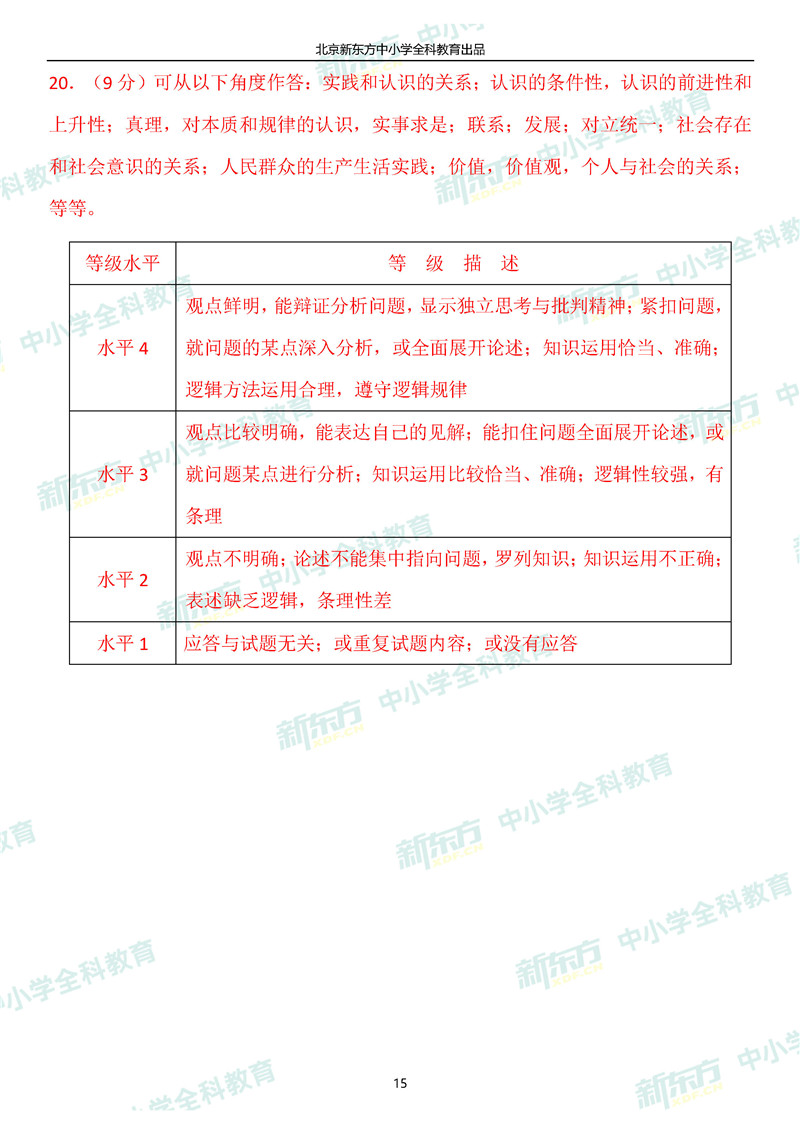 北京新东方中小学全科教育出品
20.（9 分）可从以下角度作答：实践和认识的关系；认识的条件性，认识的前进性和
上升性；真理，对本质和规律的认识，实事求是；联系；发展；对立统一；社会存在
和社会意识的关系；人民群众的生产生活实践；价值，价值观，个人与社会的关系；
等等。
等级水平 等 级 描 述
观点鲜明，能辩证分析问题，显示独立思考与批判精神；紧扣问题，
水平 4 就问题的某点深入分析，或全面展开论述；知识运用恰当、准确；
逻辑方法运用合理，遵守逻辑规律
观点比较明确，能表达自己的见解；能扣住问题全面展开论述，或
水平 3 就问题某点进行分析；知识运用比较恰当、准确；逻辑性较强，有
条理
观点不明确；论述不能集中指向问题，罗列知识；知识运用不正确；
水平 2
表述缺乏逻辑，条理性差
水平 1 应答与试题无关；或重复试题内容；或没有应答
新东方 XDF.CN 中小学全科教育
15